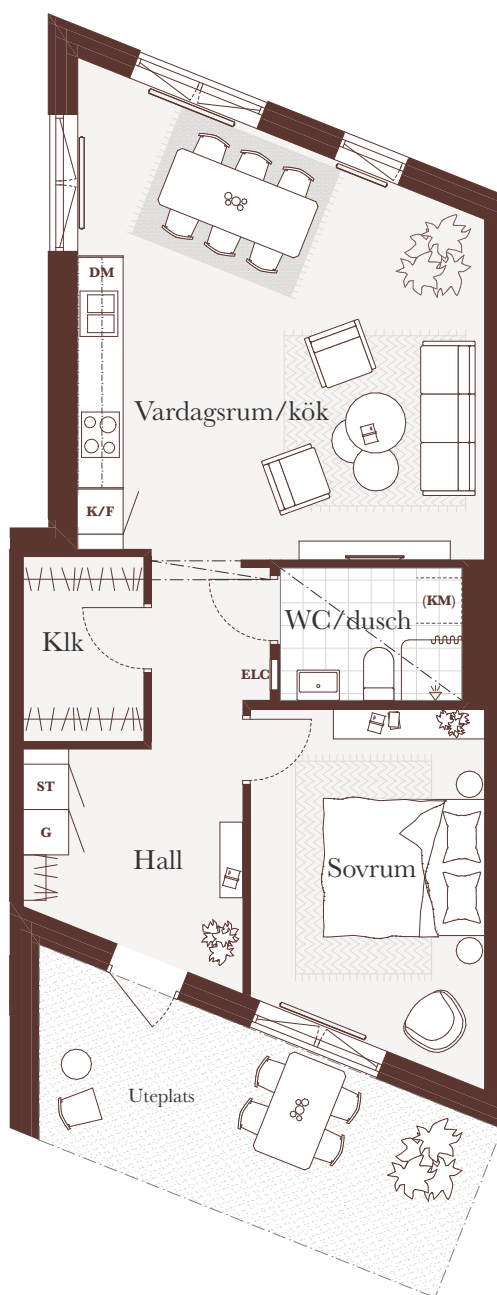 DM
Vardagsrum/kök
K/F
(KM)
WC/dusch
Klk
ELC
ST
G
Hall
Sovrum
Uteplats